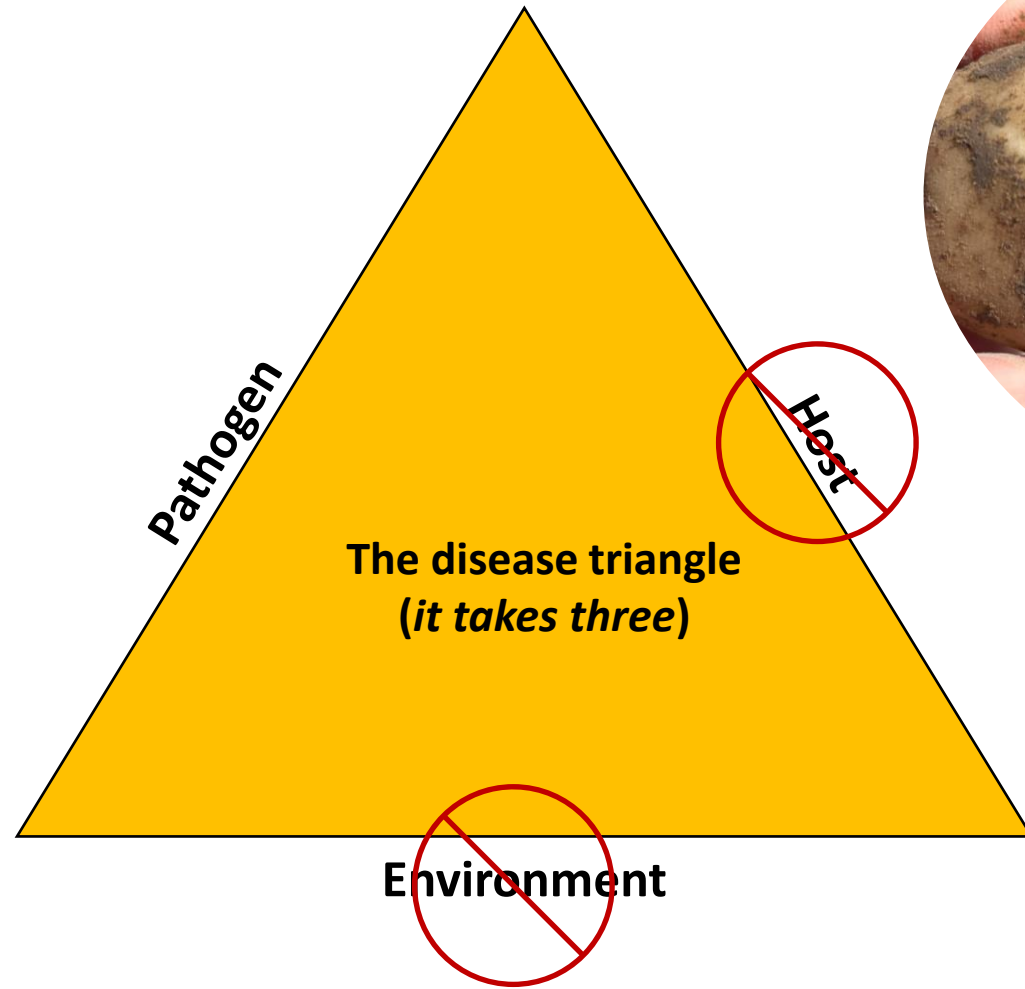 Pathogen
Host
The disease triangle
(it takes three)
Environment